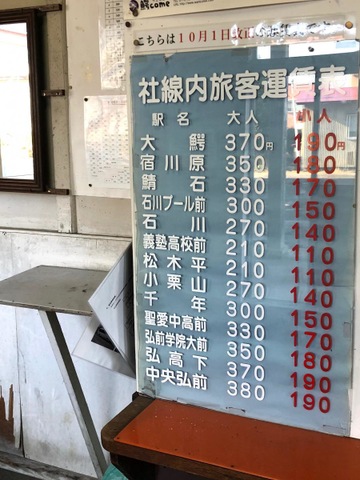 こちらは10月1日改
社線内旅客運賃表
駅名 大人 小人
大鰐 370円 190円
宿川原 350 180
鯖石 330 170
石川プール前 300 150
石川 270 140
義塾高校前 210 110
松木平 210 110
小栗山 270 140
千年 300 150
聖愛中高前 330 170
弘前学院大前 350 180
弘高下 370 190
中央弘前 380 190